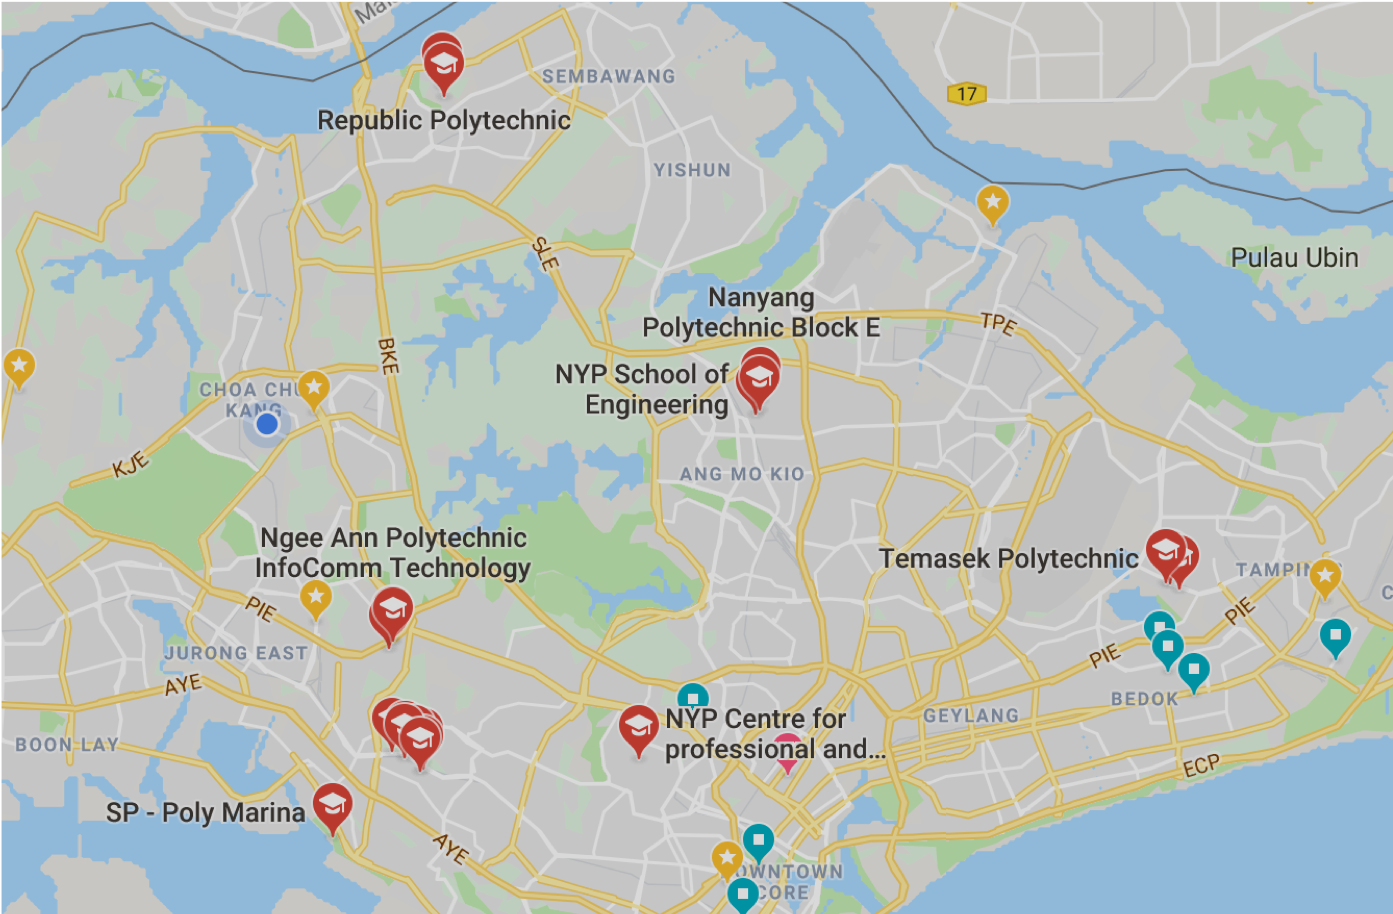 Republic Polytechnic
SEMBAWANG
17
YISHUN
SLE
Pulau Ubin
Nanyang
Polytechnic Block E
TPE
BKE
NYP School of
Engineering
CHOA CHU
KANG
KJE
ANG MO KIO
Ngee Ann Polytechnic
InfoComm Technology
Temasek Polytechnic
TAMPIN
PIE
PIE
JURONG EAST
PIE
AYE
BEDOK
NYP Centre for
professional and...
GEYLANG
BOON LAY
ECP
SP - Poly Marina
AYE
OWNTOWN
CORE